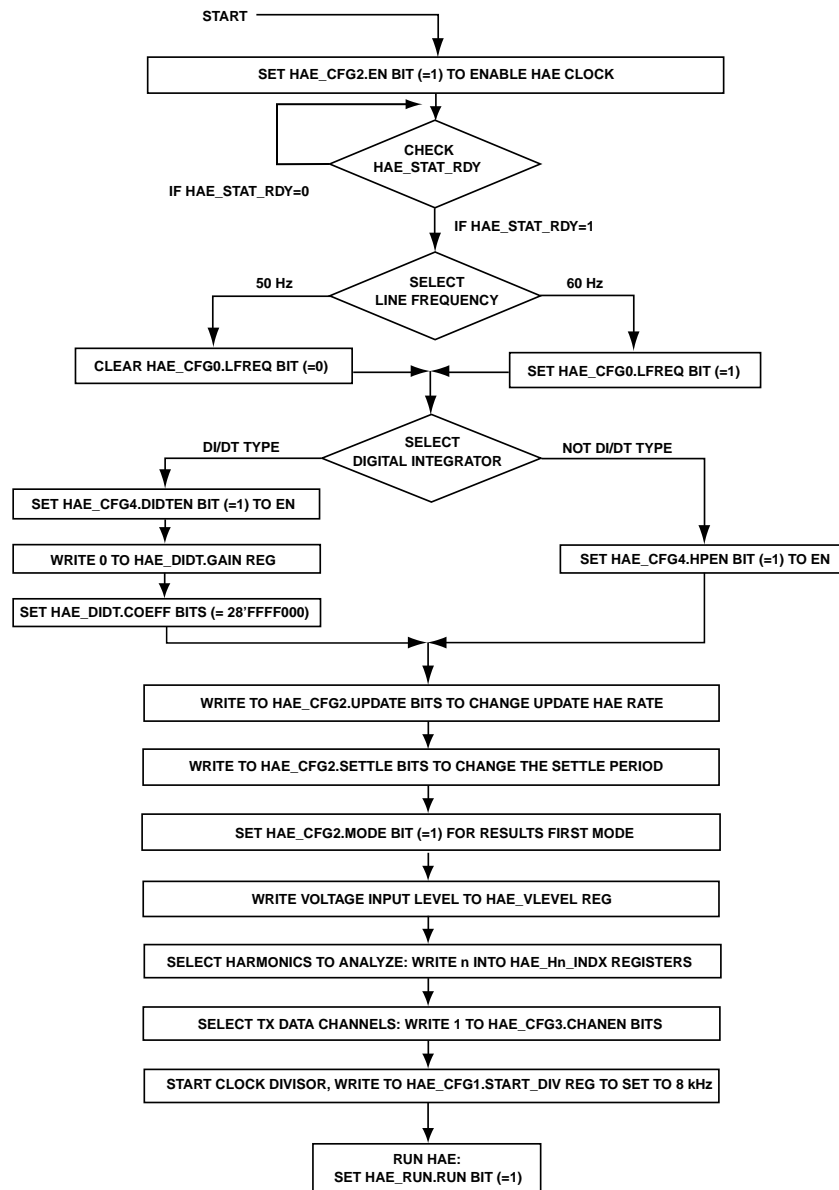 START
SET HAE_CFG2.EN BIT (=1) TO ENABLE HAE CLOCK
CHECK
HAE_STAT_RDY
IF HAE_STAT_RDY=0
IF HAE_STAT_RDY=1
SELECT
LINE FREQUENCY
50 Hz
60 Hz
CLEAR HAE_CFG0.LFREQ BIT (=0)
SET HAE_CFG0.LFREQ BIT (=1)
SELECT
DIGITAL INTEGRATOR
DI/DT TYPE
NOT DI/DT TYPE
SET HAE_CFG4.DIDTEN BIT (=1) TO EN
WRITE 0 TO HAE_DIDT.GAIN REG
SET HAE_CFG4.HPEN BIT (=1) TO EN
SET HAE_DIDT.COEFF BITS (= 28'FFFF000)
WRITE TO HAE_CFG2.UPDATE BITS TO CHANGE UPDATE HAE RATE
WRITE TO HAE_CFG2.SETTLE BITS TO CHANGE THE SETTLE PERIOD
SET HAE_CFG2.MODE BIT (=1) FOR RESULTS FIRST MODE
WRITE VOLTAGE INPUT LEVEL TO HAE_VLEVEL REG
SELECT HARMONICS TO ANALYZE: WRITE n INTO HAE_Hn_INDX REGISTERS
SELECT TX DATA CHANNELS: WRITE 1 TO HAE_CFG3.CHANEN BITS
START CLOCK DIVISOR, WRITE TO HAE_CFG1.START_DIV REG TO SET TO 8 kHz
RUN HAE:
SET HAE_RUN.RUN BIT (=1)